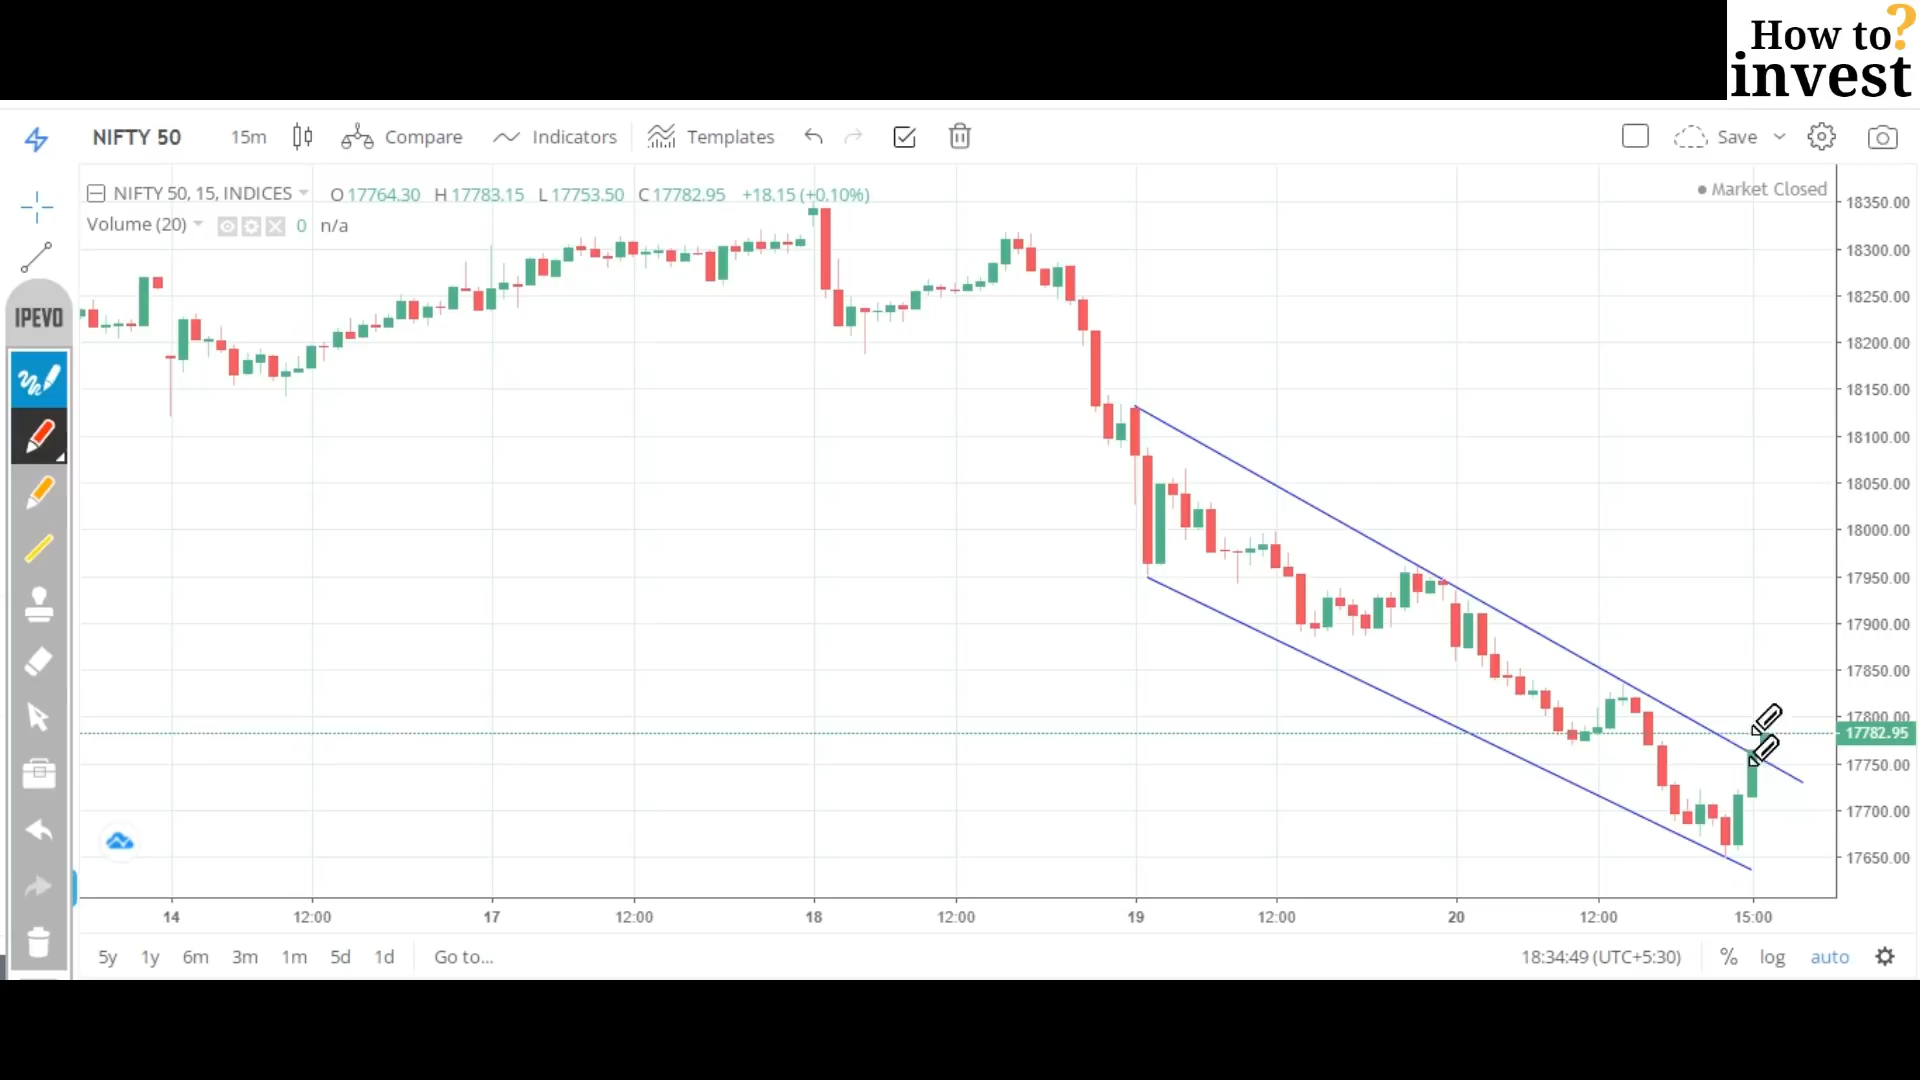 How to?
invest
NIFTY 50 15m Compare Indicators Templates Save
NIFTY 50, 15, INDICES O 17764.30 H 17783.15 L 17753.50 C 17782.95 +18.15 (+0.10%) Market Closed
Volume (20) 0 n/a
IPEVO
18350.00
18300.00
18250.00
18200.00
18150.00
18100.00
18050.00
18000.00
17950.00
17900.00
17850.00
17800.00
17782.95
17750.00
17700.00
17650.00
14 12:00 17 12:00 18 12:00 19 12:00 20 12:00 15:00
5y 1y 6m 3m 1m 5d 1d Go to... 18:34:49 (UTC+5:30) % log auto